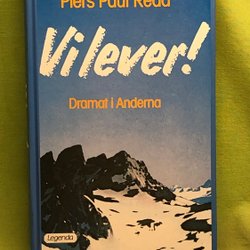 Piers Paul Read
Vi lever!
Dramat i Anderna
Legenda